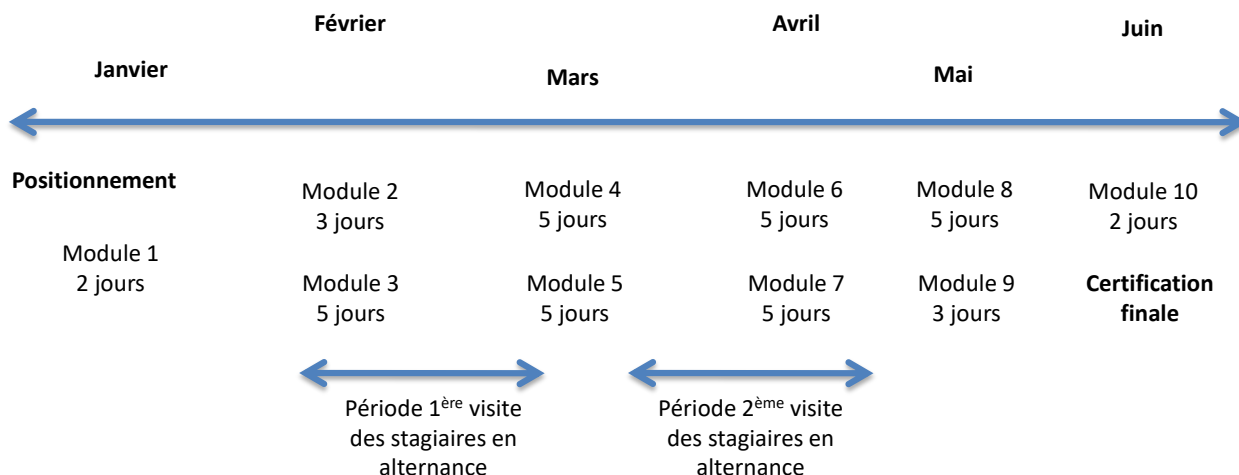 Février
Avril
Juin
Janvier
Mars
Mai
Positionnement
Module 1
2 jours
Module 2
3 jours
Module 3
5 jours
Module 4
5 jours
Module 5
5 jours
Module 6
5 jours
Module 7
5 jours
Module 8
5 jours
Module 9
3 jours
Module 10
2 jours
Certification
finale
Période 1ère visite
des stagiaires en
alternance
Période 2ème visite
des stagiaires en
alternance